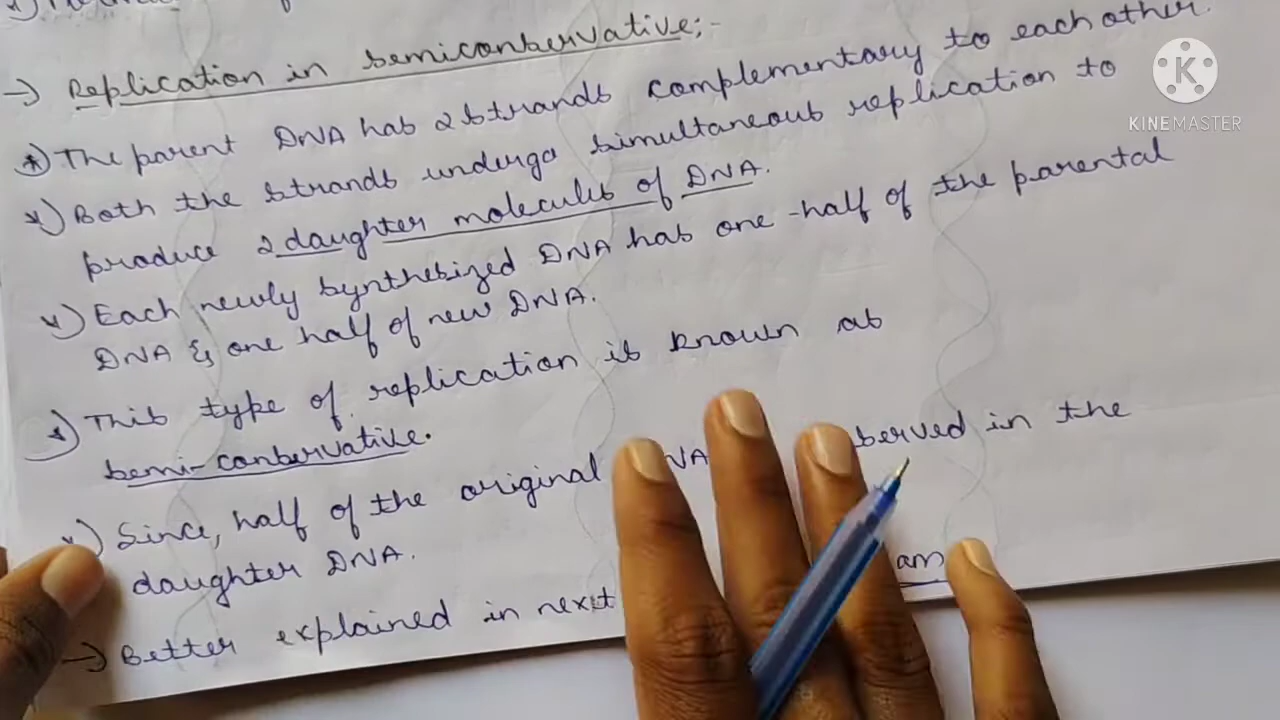 → Replication in semiconservative;-
*) The parent DNA has 2 strands complementary to each other.
*) Both the strands undergo simultaneous replication to
produce 2 daughter molecules of DNA.
*) Each newly synthesized DNA has one-half of the parental
DNA & one half of new DNA.
*) This type of replication is known as
semi-conservative.
*) Since, half of the original served in the
daughter DNA.
→ Better explained in next
KINEMASTER